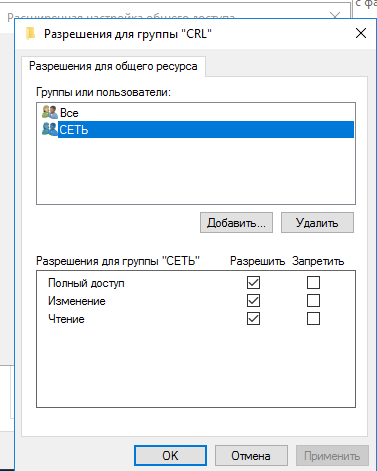 с фа
Расширенная настройка общего доступа
Разрешения для группы "CRL"
Разрешения для общего ресурса
Группы или пользователи:
Все
СЕТЬ
Добавить...
Удалить
Разрешения для группы "СЕТЬ" Разрешить Запретить
Полный доступ
Изменение
Чтение
OK
Отмена
Применить